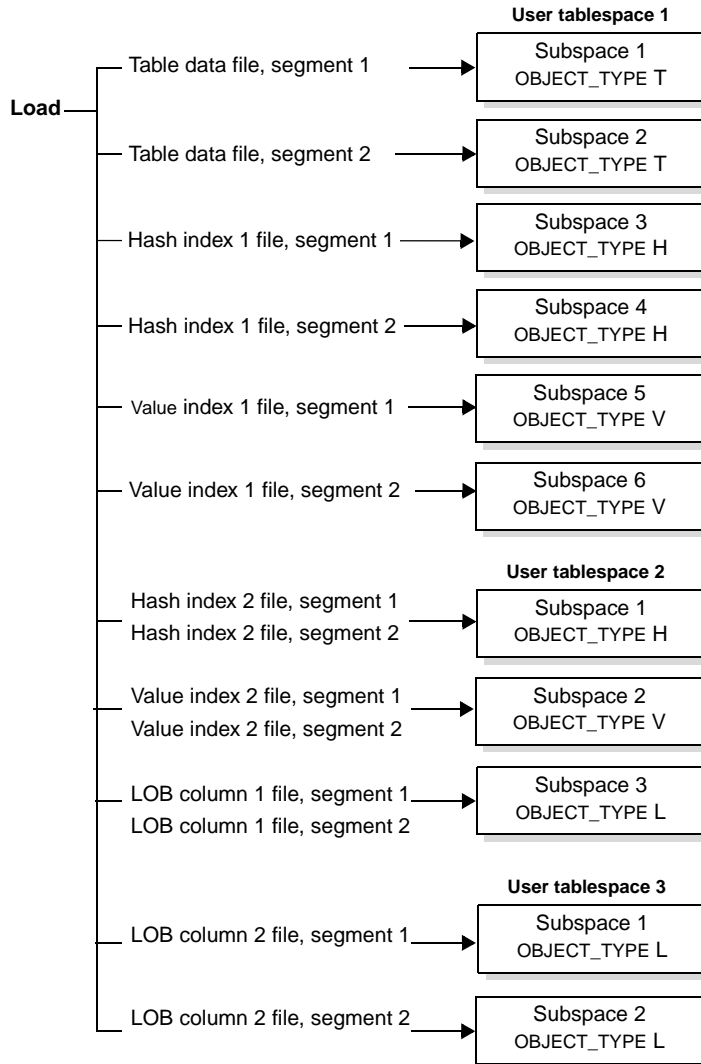 User tablespace 1
Load
Table data file, segment 1
Subspace 1
OBJECT_TYPE T
Table data file, segment 2
Subspace 2
OBJECT_TYPE T
Hash index 1 file, segment 1
Subspace 3
OBJECT_TYPE H
Hash index 1 file, segment 2
Subspace 4
OBJECT_TYPE H
Value index 1 file, segment 1
Subspace 5
OBJECT_TYPE V
Value index 1 file, segment 2
Subspace 6
OBJECT_TYPE V
User tablespace 2
Hash index 2 file, segment 1
Hash index 2 file, segment 2
Subspace 1
OBJECT_TYPE H
Value index 2 file, segment 1
Value index 2 file, segment 2
Subspace 2
OBJECT_TYPE V
LOB column 1 file, segment 1
LOB column 1 file, segment 2
Subspace 3
OBJECT_TYPE L
User tablespace 3
LOB column 2 file, segment 1
Subspace 1
OBJECT_TYPE L
LOB column 2 file, segment 2
Subspace 2
OBJECT_TYPE L